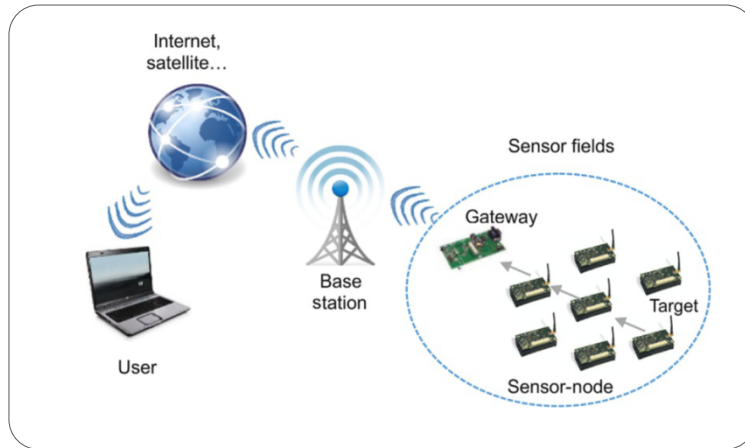 Internet,
satellite…
Sensor fields
Gateway
Base
station
Target
User
Sensor-node